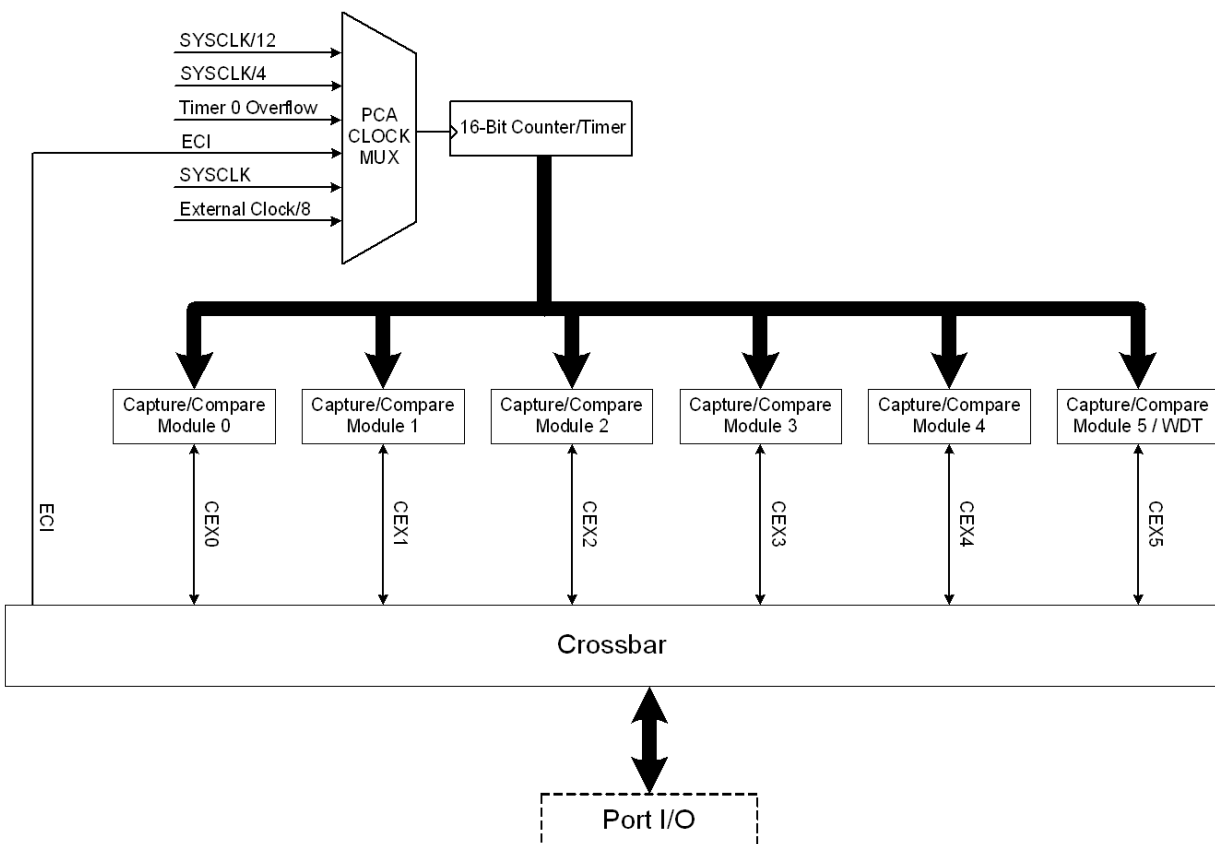 SYSCLK/12
SYSCLK/4
Timer 0 Overflow
ECI
SYSCLK
External Clock/8
PCA
CLOCK
MUX
16-Bit Counter/Timer
Capture/Compare
Module 0
Capture/Compare
Module 1
Capture/Compare
Module 2
Capture/Compare
Module 3
Capture/Compare
Module 4
Capture/Compare
Module 5 / WDT
ECI
CEX0
CEX1
CEX2
CEX3
CEX4
CEX5
Crossbar
Port I/O